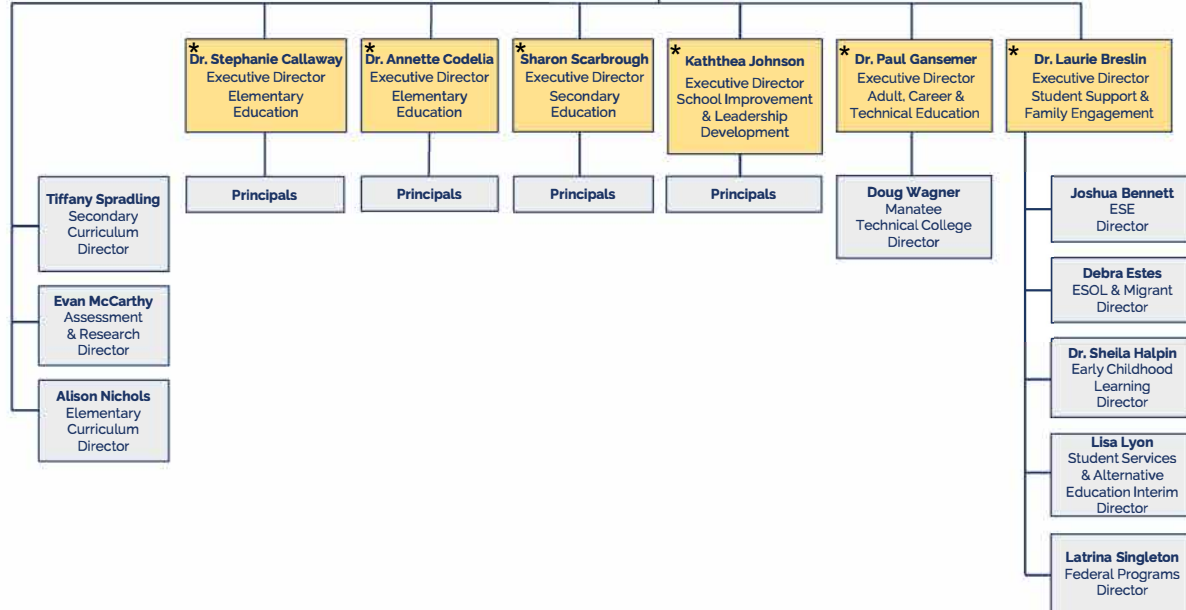 *
Dr. Stephanie Callaway
Executive Director
Elementary
Education
*
Dr. Annette Codelia
Executive Director
Elementary
Education
*
Sharon Scarbrough
Executive Director
Secondary
Education
*
Kaththea Johnson
Executive Director
School Improvement
& Leadership
Development
*
Dr. Paul Gansemer
Executive Director
Adult, Career &
Technical Education
*
Dr. Laurie Breslin
Executive Director
Student Support &
Family Engagement
Principals
Principals
Principals
Principals
Doug Wagner
Manatee
Technical College
Director
Tiffany Spradling
Secondary
Curriculum
Director
Evan McCarthy
Assessment
& Research
Director
Alison Nichols
Elementary
Curriculum
Director
Joshua Bennett
ESE
Director
Debra Estes
ESOL & Migrant
Director
Dr. Sheila Halpin
Early Childhood
Learning
Director
Lisa Lyon
Student Services
& Alternative
Education Interim
Director
Latrina Singleton
Federal Programs
Director